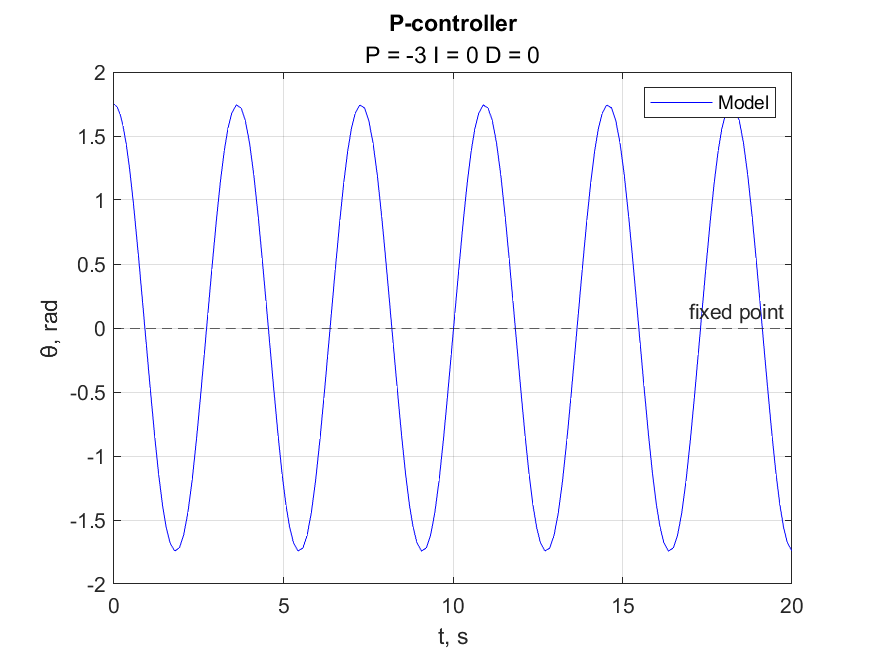 P-controller
P = -3 I = 0 D = 0
2
1.5
1
0.5
0
-0.5
-1
-1.5
-2
θ, rad
Model
fixed point
0 5 10 15 20
t, s